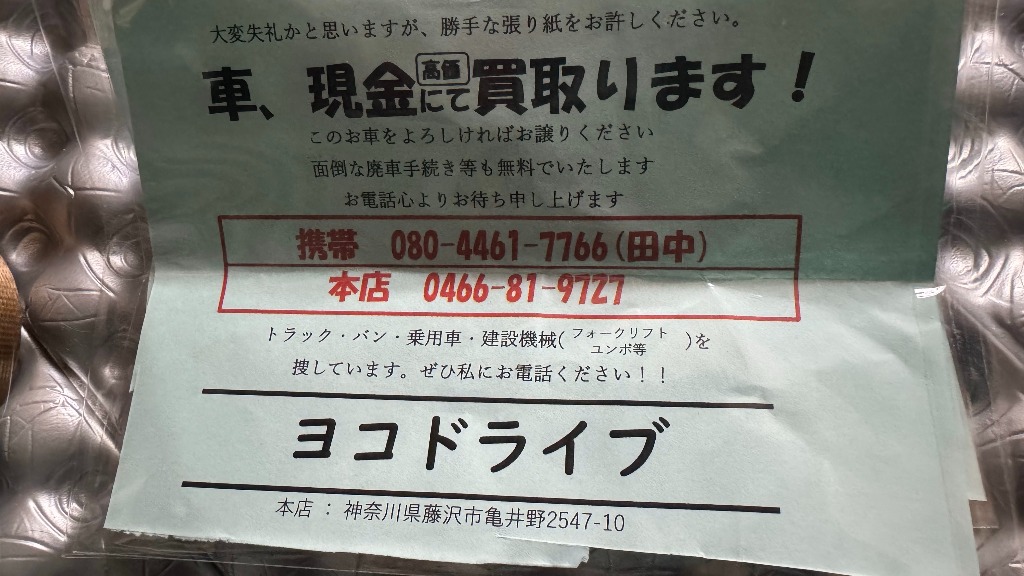 大変失礼かと思いますが、勝手な張り紙をお許しください。
車、現金高価にて買取ります！
このお車をよろしければお譲りください
面倒な廃車手続き等も無料でいたします
お電話心よりお待ち申し上げます
携帯　080-4461-7766(田中)
本店　0466-81-9727
トラック・バン・乗用車・建設機械(フォークリフト ユンボ等)を
捜しています。ぜひ私にお電話ください！！
ヨコドライブ
本店 : 神奈川県藤沢市亀井野2547-10